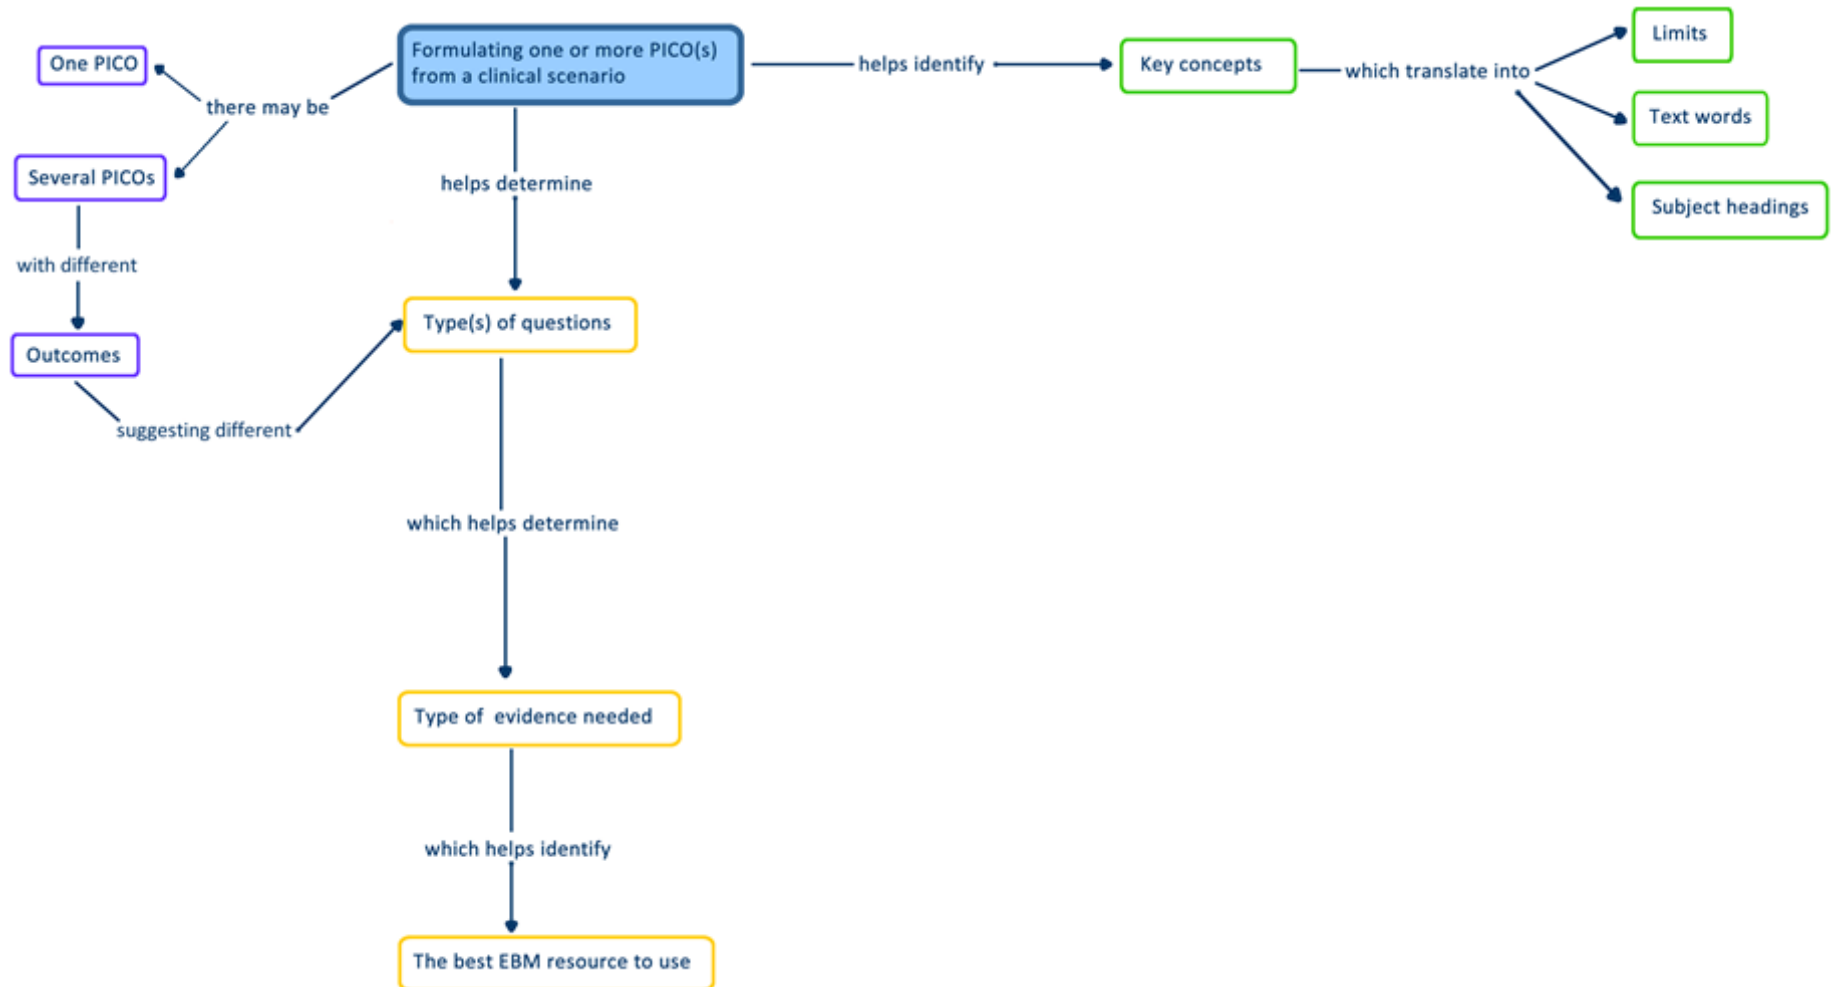 Formulating one or more PICO(s)
from a clinical scenario
there may be
One PICO
Several PICOs
with different
Outcomes
suggesting different
helps determine
Type(s) of questions
which helps determine
Type of evidence needed
which helps identify
The best EBM resource to use
helps identify
Key concepts
which translate into
Limits
Text words
Subject headings